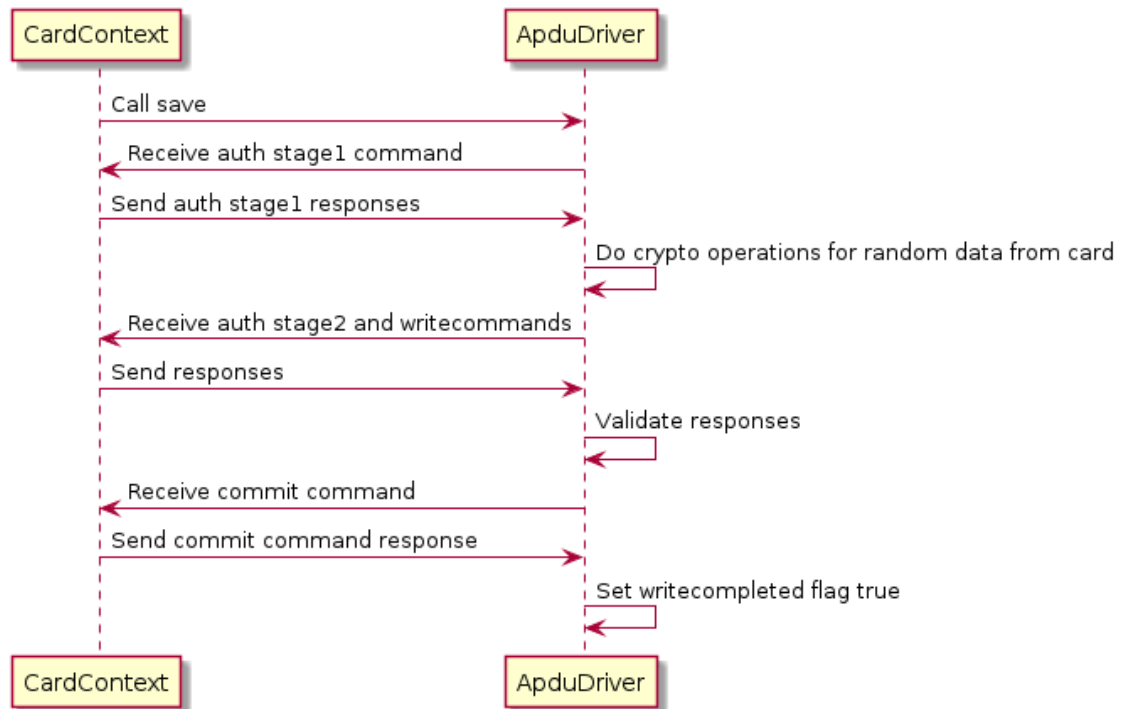 CardContext
ApduDriver
Call save
Receive auth stage1 command
Send auth stage1 responses
Do crypto operations for random data from card
Receive auth stage2 and writecommands
Send responses
Validate responses
Receive commit command
Send commit command response
Set writecompleted flag true
CardContext
ApduDriver